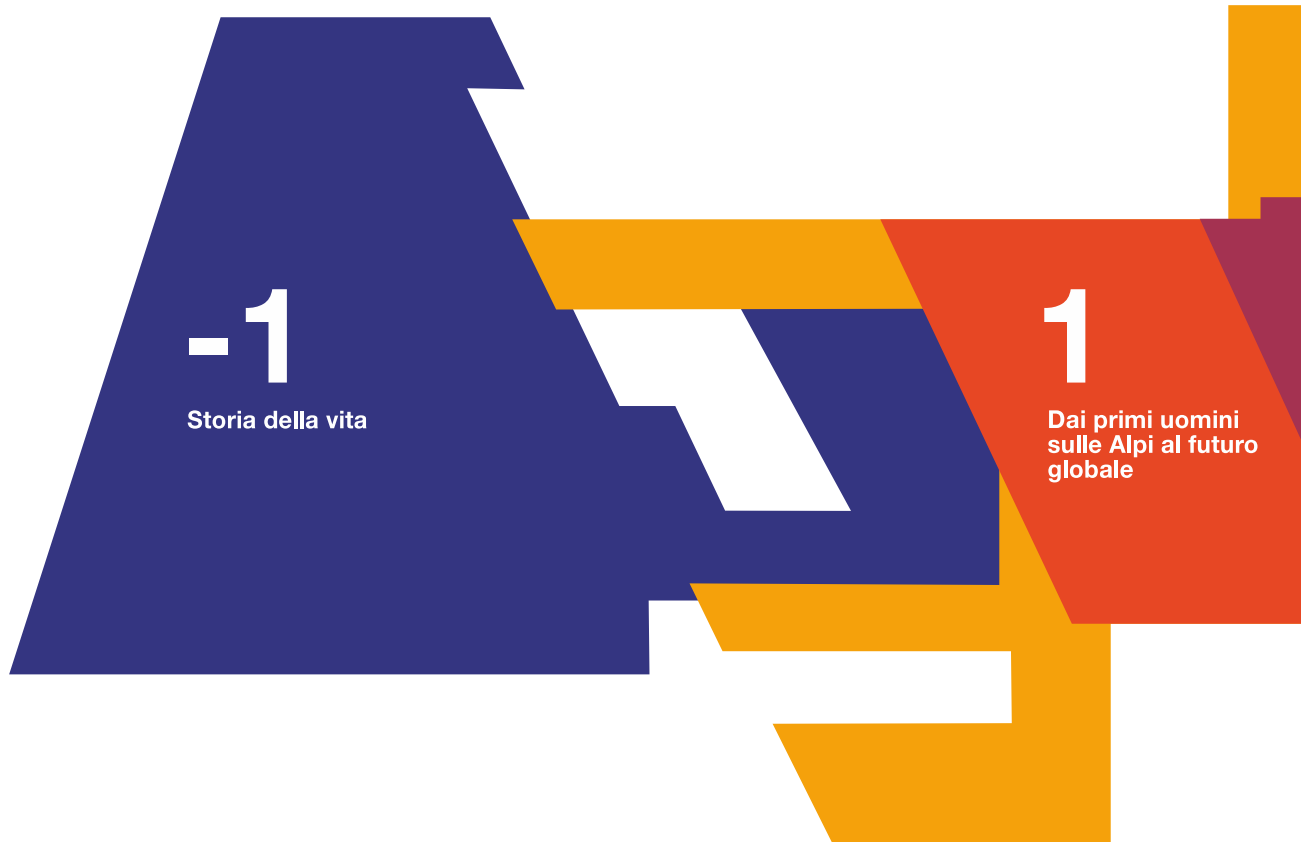 -1
Storia della vita
1
Dai primi uomini
sulle Alpi al futuro
globale